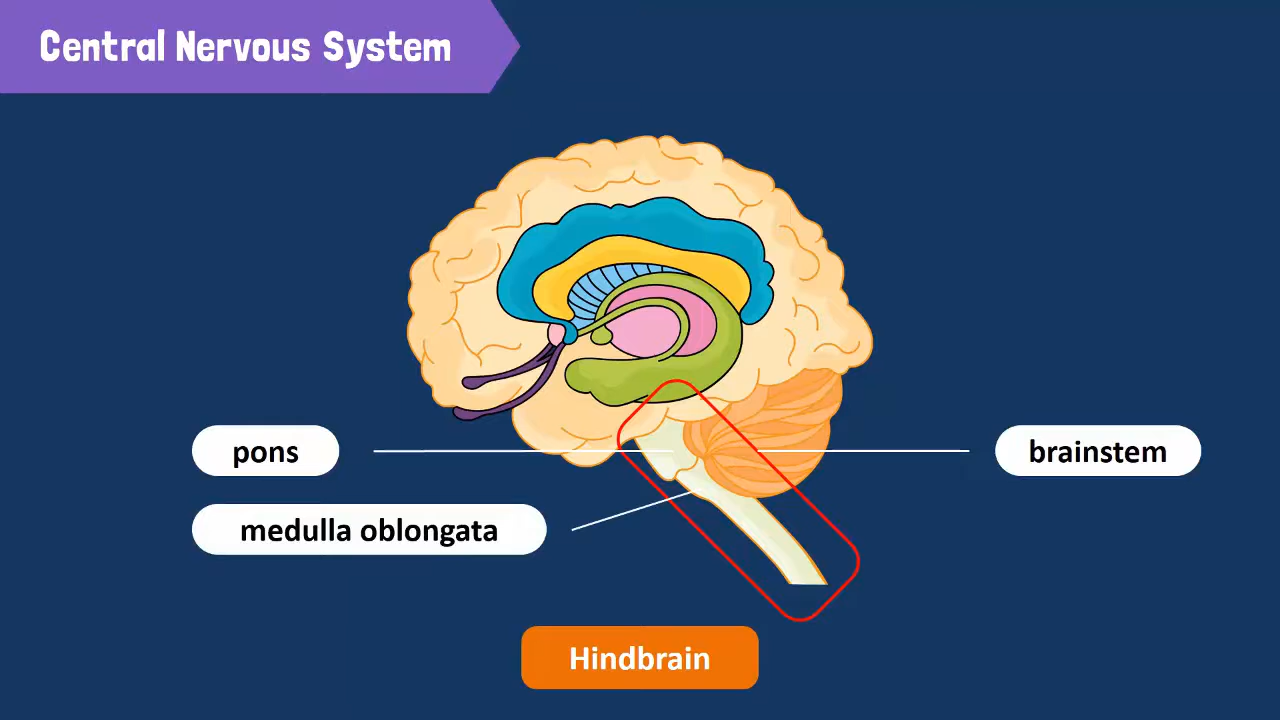 Central Nervous System
pons
brainstem
medulla oblongata
Hindbrain